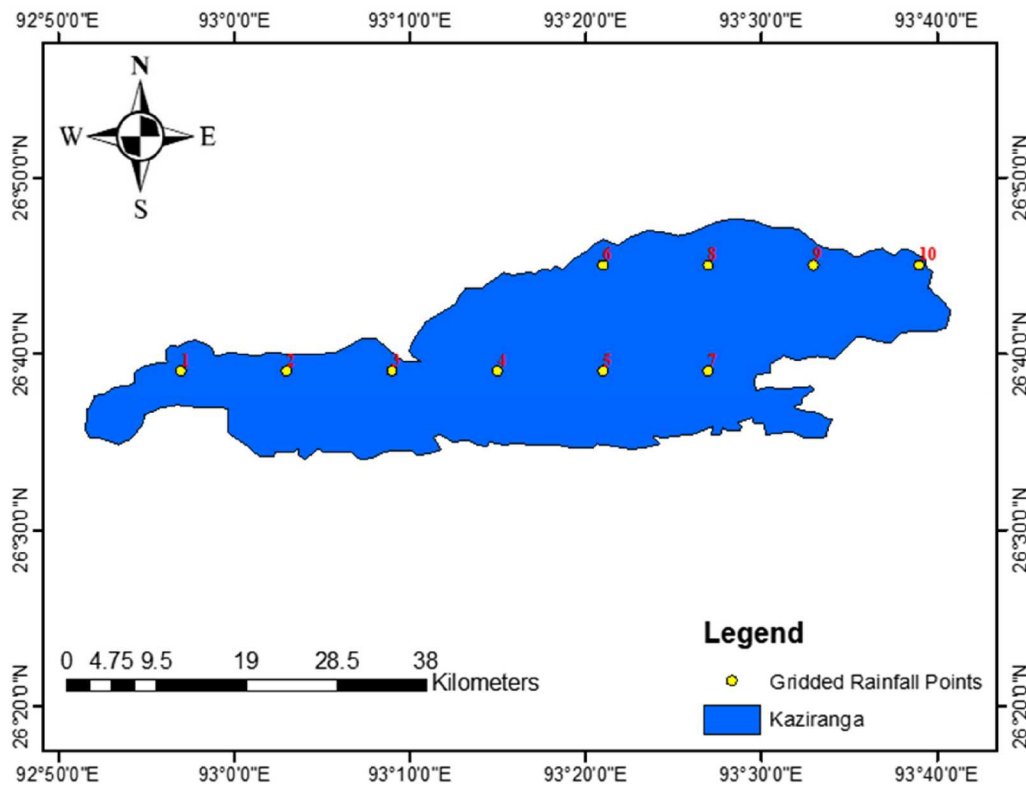 92°50'0"E 93°0'0"E 93°10'0"E 93°20'0"E 93°30'0"E 93°40'0"E
N
W E
S
26°50'0"N 26°50'0"N
6 8 9 10
26°40'0"N 26°40'0"N
1 2 3 4 5 7
26°30'0"N 26°30'0"N
Legend
0 4.75 9.5 19 28.5 38
Kilometers
Gridded Rainfall Points
Kaziranga
26°20'0"N 26°20'0"N
92°50'0"E 93°0'0"E 93°10'0"E 93°20'0"E 93°30'0"E 93°40'0"E